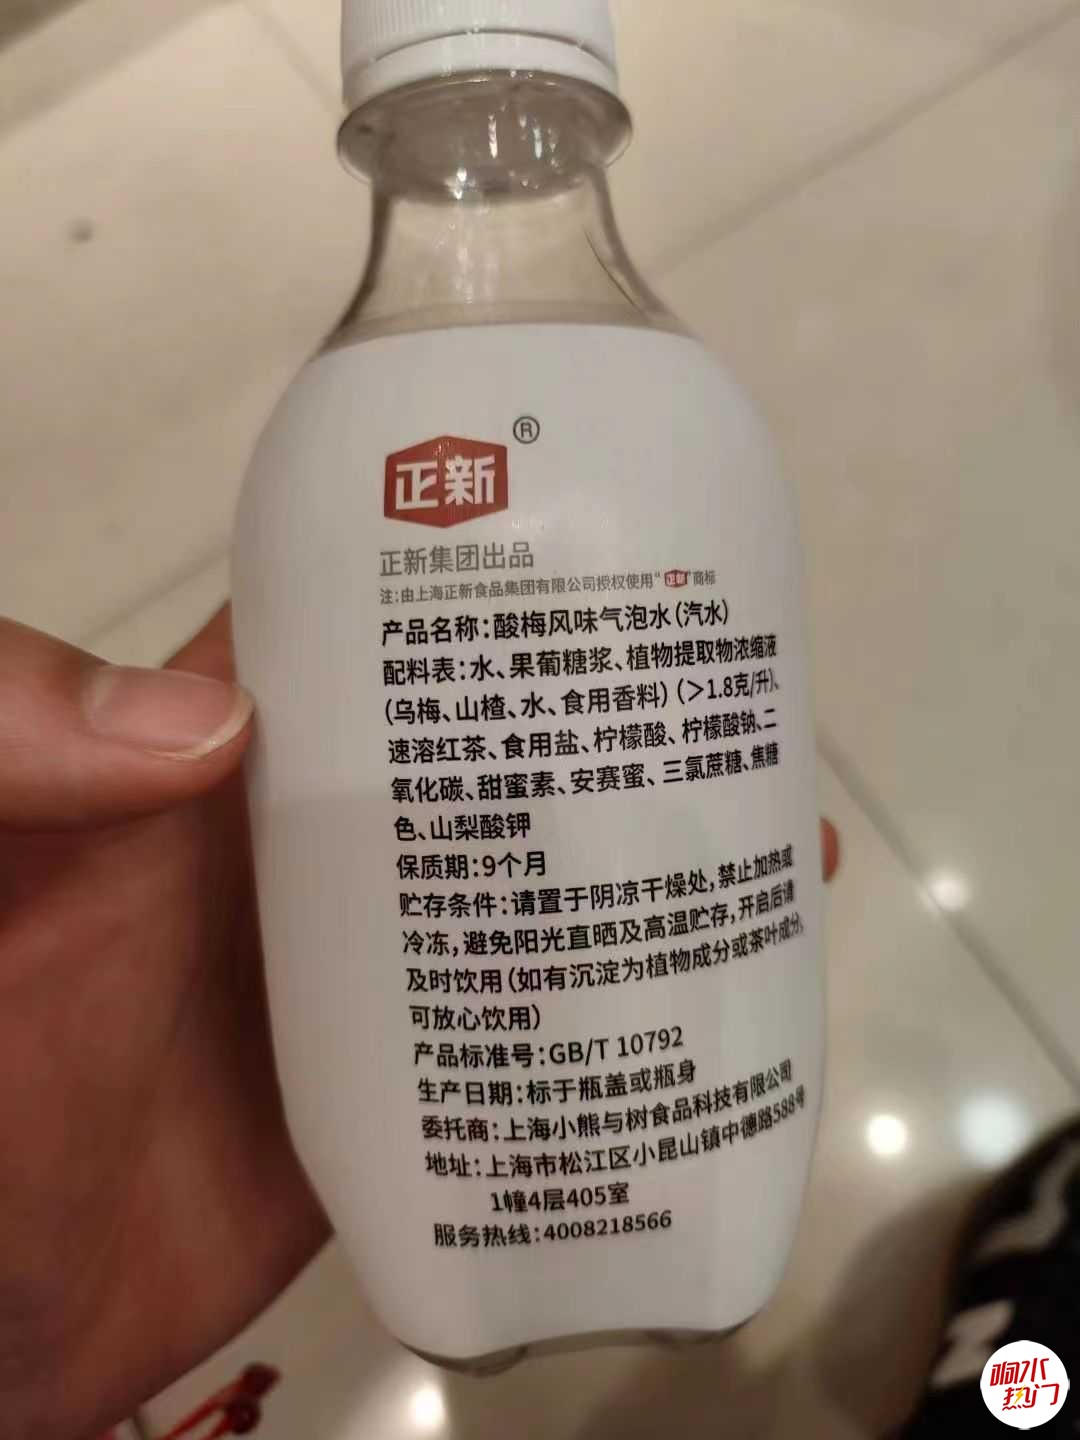 ®
正新
正新集团出品
注:由上海正新食品集团有限公司授权使用“正新”商标
产品名称:酸梅风味气泡水(汽水)
配料表:水、果葡糖浆、植物提取物浓缩液
(乌梅、山楂、水、食用香料)(>1.8克/升)、
速溶红茶、食用盐、柠檬酸、柠檬酸钠、二
氧化碳、甜蜜素、安赛蜜、三氯蔗糖、焦糖
色、山梨酸钾
保质期:9个月
贮存条件:请置于阴凉干燥处,禁止加热或
冷冻,避免阳光直晒及高温贮存,开启后请
及时饮用(如有沉淀为植物成分或茶叶成分,
可放心饮用)
产品标准号:GB/T 10792
生产日期:标于瓶盖或瓶身
委托商:上海小熊与树食品科技有限公司
地址:上海市松江区小昆山镇中德路588号
1幢4层405室
服务热线:4008218566
响水
热门